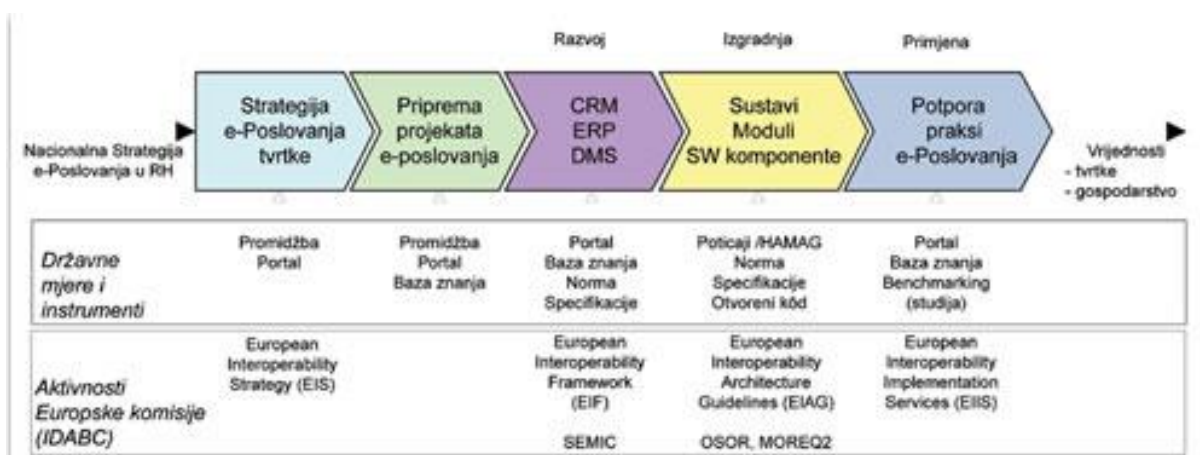 Razvoj
Izgradnja
Primjena
Nacionalna Strategija
e-Poslovanja u RH
Strategija
e-Poslovanja
tvrtke
Priprema
projekata
e-poslovanja
CRM
ERP
DMS
Sustavi
Moduli
SW komponente
Potpora
praksi
e-Poslovanja
Vrijednosti
- tvrtke
- gospodarstvo
Državne
mjere i
instrumenti
Promidžba
Portal
Promidžba
Portal
Baza znanja
Portal
Baza znanja
Norma
Specifikacije
Poticaji /HAMAG
Norma
Specifikacije
Otvoreni kôd
Portal
Baza znanja
Benchmarking
(studija)
Aktivnosti
Europske komisije
(IDABC)
European
Interoperability
Strategy (EIS)
European
Interoperability
Framework
(EIF)
SEMIC
European
Interoperability
Architecture
Guidelines (EIAG)
OSOR, MOREQ2
European
Interoperability
Implementation
Services (EIIS)